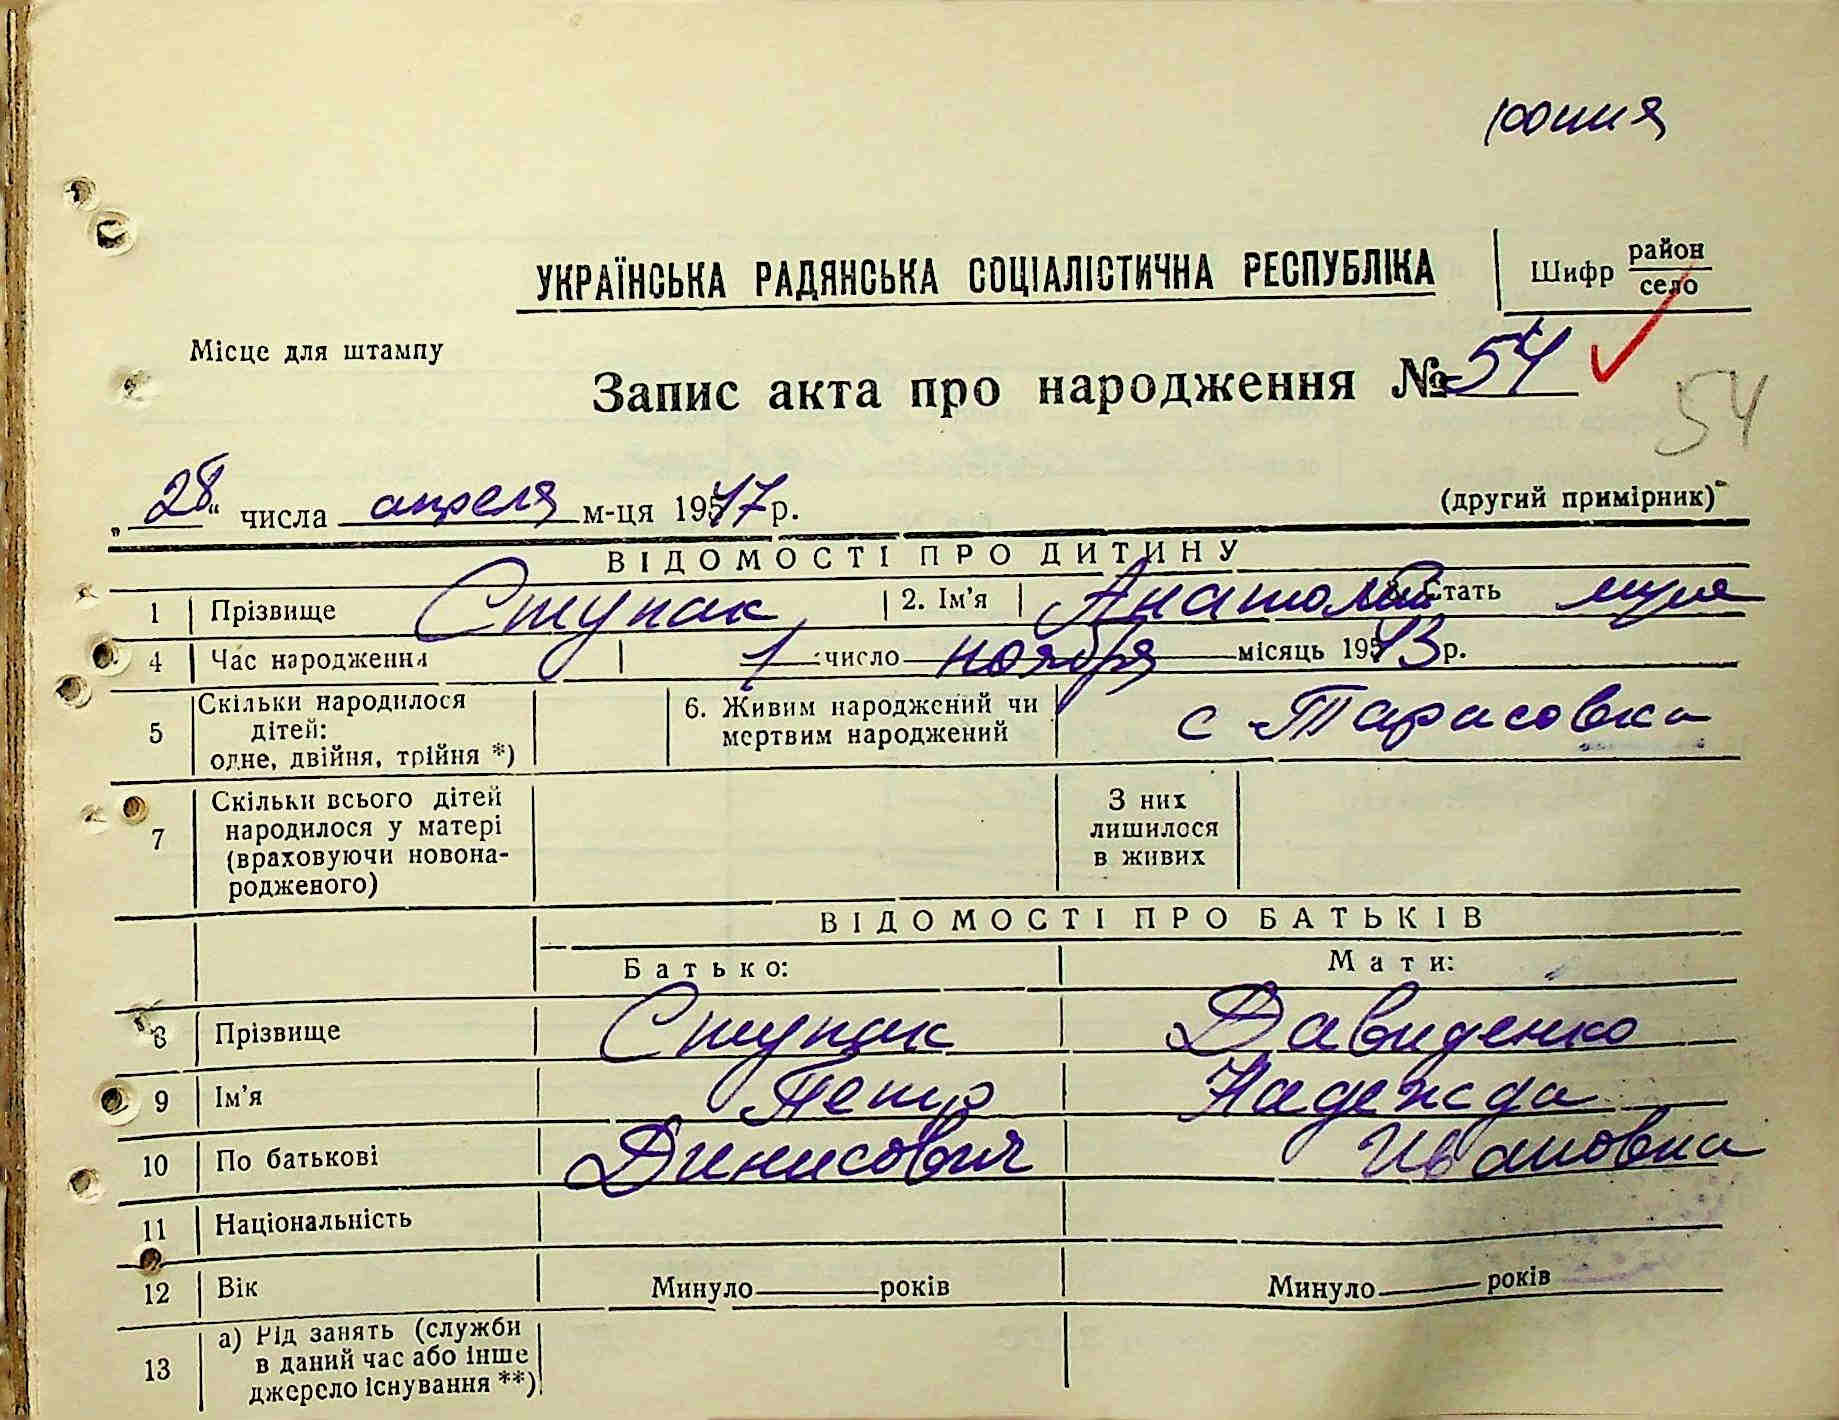 копия
УКРАЇНСЬКА РАДЯНСЬКА СОЦІАЛІСТИЧНА РЕСПУБЛІКА
Шифр район
село
Місце для штампу
Запис акта про народження № 54
54
„28“ числа апреля м-ця 1947 р.
(другий примірник)
ВІДОМОСТІ ПРО ДИТИНУ
1 Прізвище Ступак 2. Ім'я Анатолий 3. Стать муж
4 Час народження 1 число ноября місяць 1943 р.
5 Скільки народилося дітей: одне, двійня, трійня *) 6. Живим народжений чи мертвим народжений с Тарасовка
7 Скільки всього дітей народилося у матері (враховуючи новонародженого) З них лишилося в живих
ВІДОМОСТІ ПРО БАТЬКІВ
Батько: Мати:
8 Прізвище Ступак Давиденко
9 Ім'я Петр Надежда
10 По батькові Динисович Ивановна
11 Національність
12 Вік Минуло років Минуло років
13 а) Рід занять (служби в даний час або інше джерело існування **)